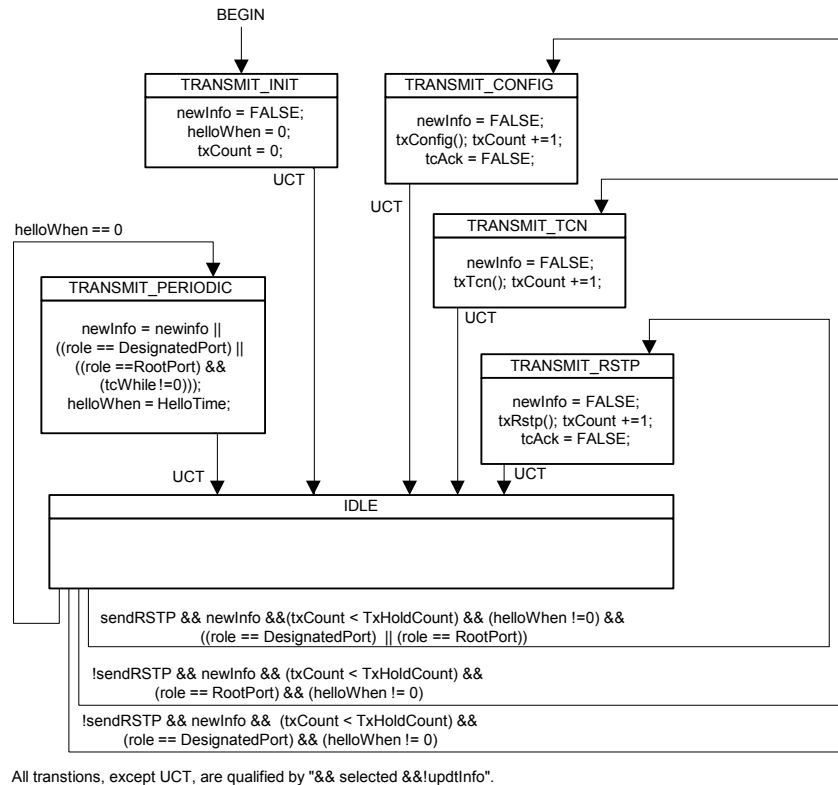 BEGIN
TRANSMIT_INIT
newInfo = FALSE;
helloWhen = 0;
txCount = 0;
UCT
TRANSMIT_CONFIG
newInfo = FALSE;
txConfig(); txCount +=1;
tcAck = FALSE;
UCT
TRANSMIT_TCN
newInfo = FALSE;
txTcn(); txCount +=1;
UCT
helloWhen == 0
TRANSMIT_PERIODIC
newInfo = newinfo ||
((role == DesignatedPort) ||
((role ==RootPort) &&
(tcWhile !=0)));
helloWhen = HelloTime;
UCT
TRANSMIT_RSTP
newInfo = FALSE;
txRstp(); txCount +=1;
tcAck = FALSE;
UCT
IDLE
sendRSTP && newInfo &&(txCount < TxHoldCount) && (helloWhen !=0) &&
((role == DesignatedPort) || (role == RootPort))
!sendRSTP && newInfo && (txCount < TxHoldCount) &&
(role == RootPort) && (helloWhen != 0)
!sendRSTP && newInfo && (txCount < TxHoldCount) &&
(role == DesignatedPort) && (helloWhen != 0)
All transtions, except UCT, are qualified by "&& selected &&!updtInfo".